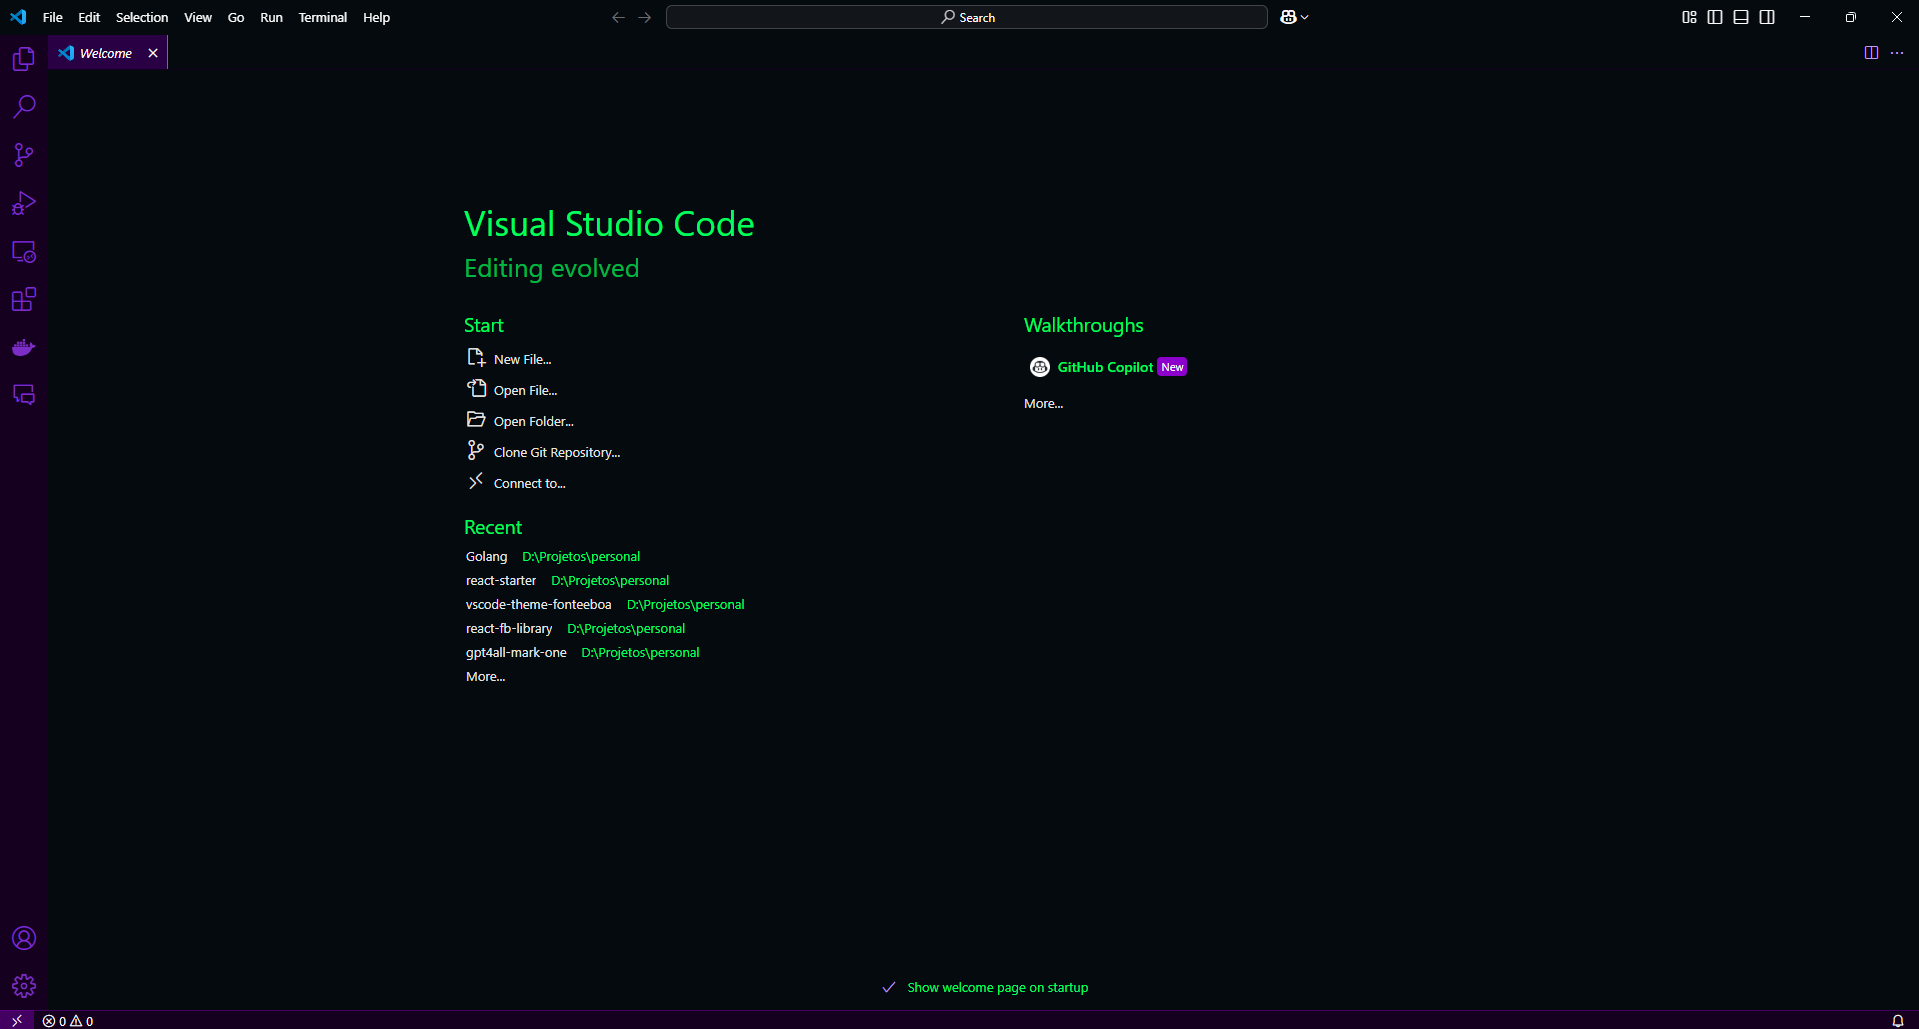 File Edit Selection View Go Run Terminal Help
Search
Welcome
Visual Studio Code
Editing evolved
Start
New File...
Open File...
Open Folder...
Clone Git Repository...
Connect to...
Recent
Golang D:\Projetos\personal
react-starter D:\Projetos\personal
vscode-theme-fonteeboa D:\Projetos\personal
react-fb-library D:\Projetos\personal
gpt4all-mark-one D:\Projetos\personal
More...
Walkthroughs
GitHub Copilot New
More...
Show welcome page on startup
0 0